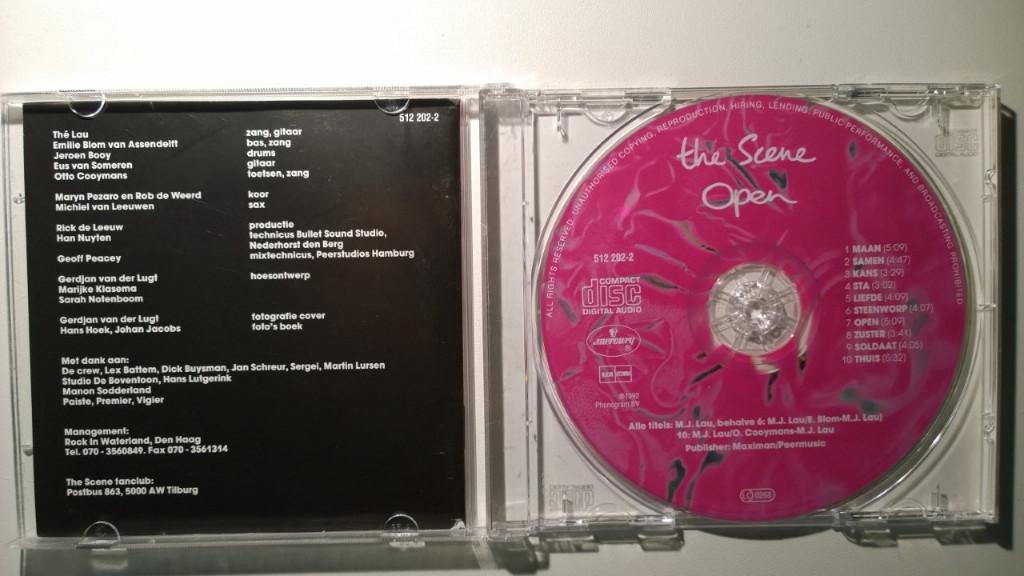 512 202-2
Thé Lau zang, gitaar
Emilie Blom van Assendelft bas, zang
Jeroen Booy drums
Eus van Someren gitaar
Otto Cooymans toetsen, zang
Maryn Pezaro en Rob de Weerd koor
Michiel van Leeuwen sax
Rick de Leeuw productie
Han Nuyten technicus Bullet Sound Studio,
Nederhorst den Berg
Geoff Peacey mixtechnicus, Peerstudios Hamburg
Gerdjan van der Lugt hoesontwerp
Marijke Klasema
Sarah Notenboom
Gerdjan van der Lugt fotografie cover
Hans Hoek, Johan Jacobs foto's boek
Met dank aan:
De crew, Lex Battem, Dick Buysman, Jan Schreur, Sergei, Martin Lursen
Studio De Boventoon, Hans Lutgerink
Manon Sodderland
Paiste, Premier, Vigier
Management:
Rock In Waterland, Den Haag
Tel. 070 - 3560849. Fax 070 - 3561314
The Scene fanclub:
Postbus 863, 5000 AW Tilburg
ALL RIGHTS RESERVED. UNAUTHORISED COPYING, REPRODUCTION, HIRING, LENDING, PUBLIC PERFORMANCE AND BROADCASTING PROHIBITED
the Scene
Open
512 202-2
COMPACT
disc
DIGITAL AUDIO
mercury
1 MAAN (5:09)
2 SAMEN (4:47)
3 KANS (3:29)
4 STA (3:02)
5 LIEFDE (4:09)
6 STEENWORP (4:07)
7 OPEN (5:09)
8 ZUSTER (3:41)
9 SOLDAAT (4:05)
10 THUIS (5:32)
℗1992
Phonogram BV
Alle titels: M.J. Lau, behalve 6: M.J. Lau/E. Blom-M.J. Lau)
10: M.J. Lau/O. Cooymans-M.J. Lau
Publisher: Maximan/Peermusic
LC 0268